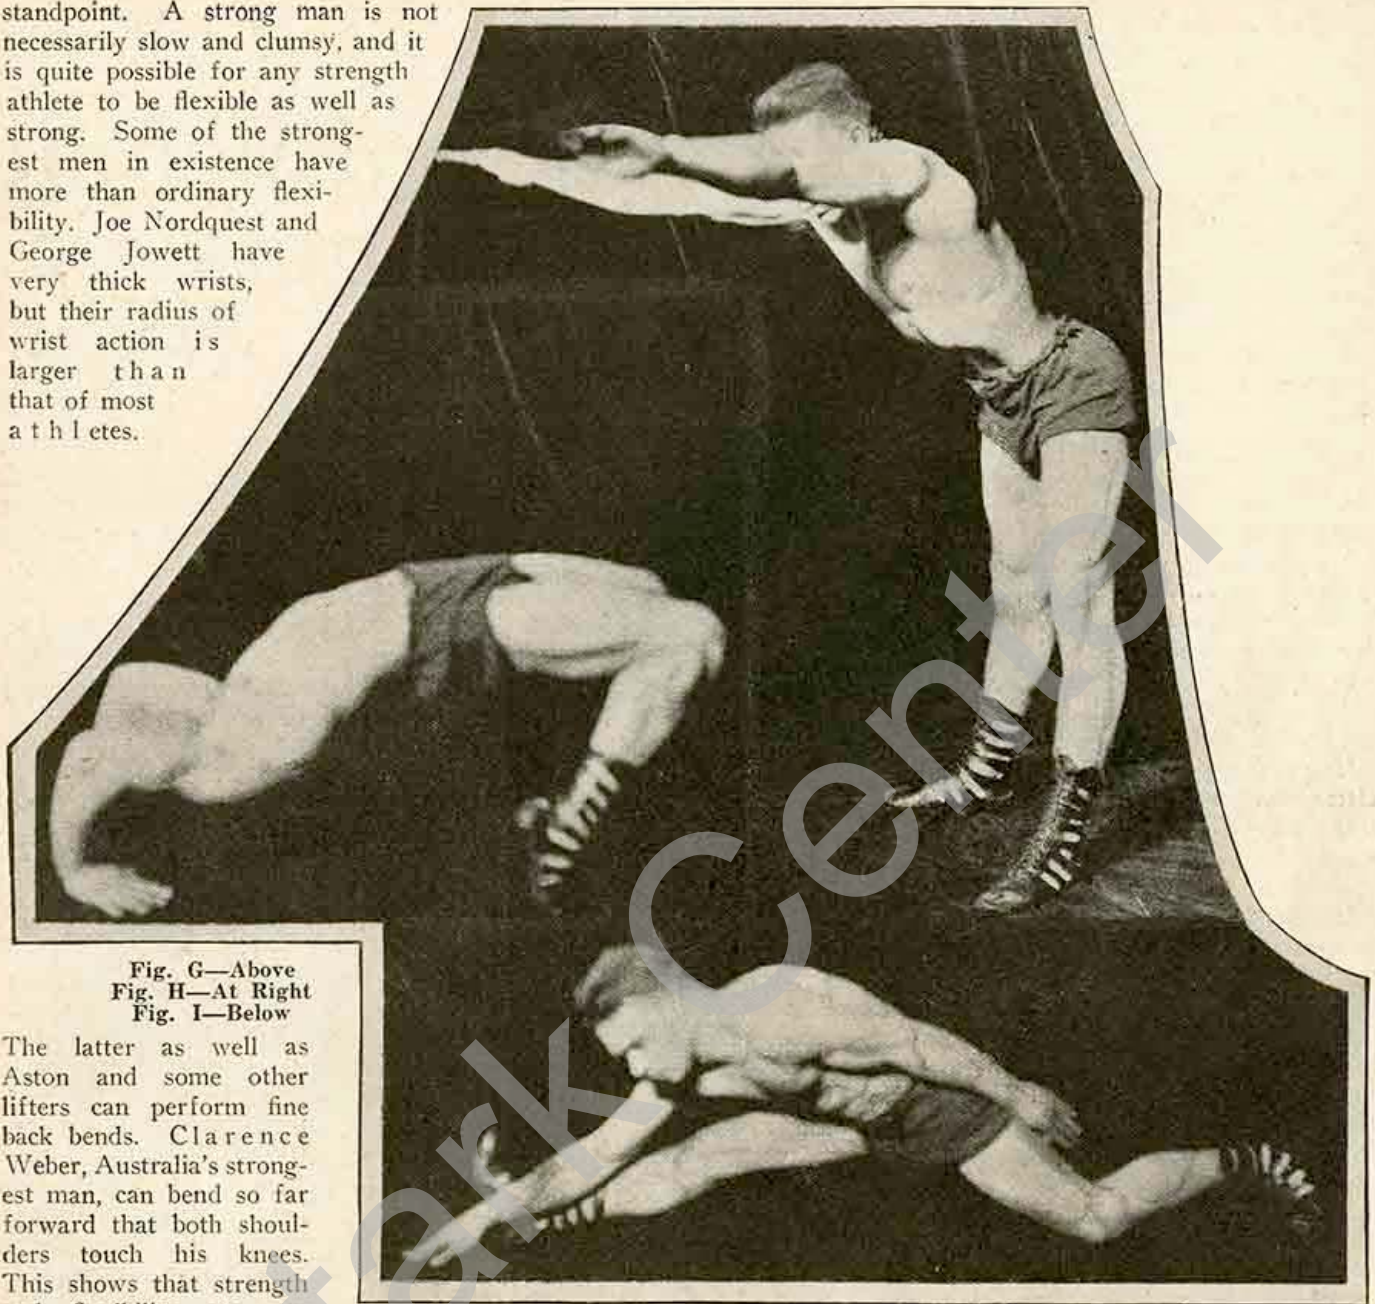 standpoint. A strong man is not
necessarily slow and clumsy, and it
is quite possible for any strength
athlete to be flexible as well as
strong. Some of the strong-
est men in existence have
more than ordinary flexi-
bility. Joe Nordquest and
George Jowett have
very thick wrists,
but their radius of
wrist action is
larger than
that of most
athletes.
Fig. G—Above
Fig. H—At Right
Fig. I—Below
The latter as well as
Aston and some other
lifters can perform fine
back bends. Clarence
Weber, Australia's strong-
est man, can bend so far
forward that both shoul-
ders touch his knees.
This shows that strength
ark Center